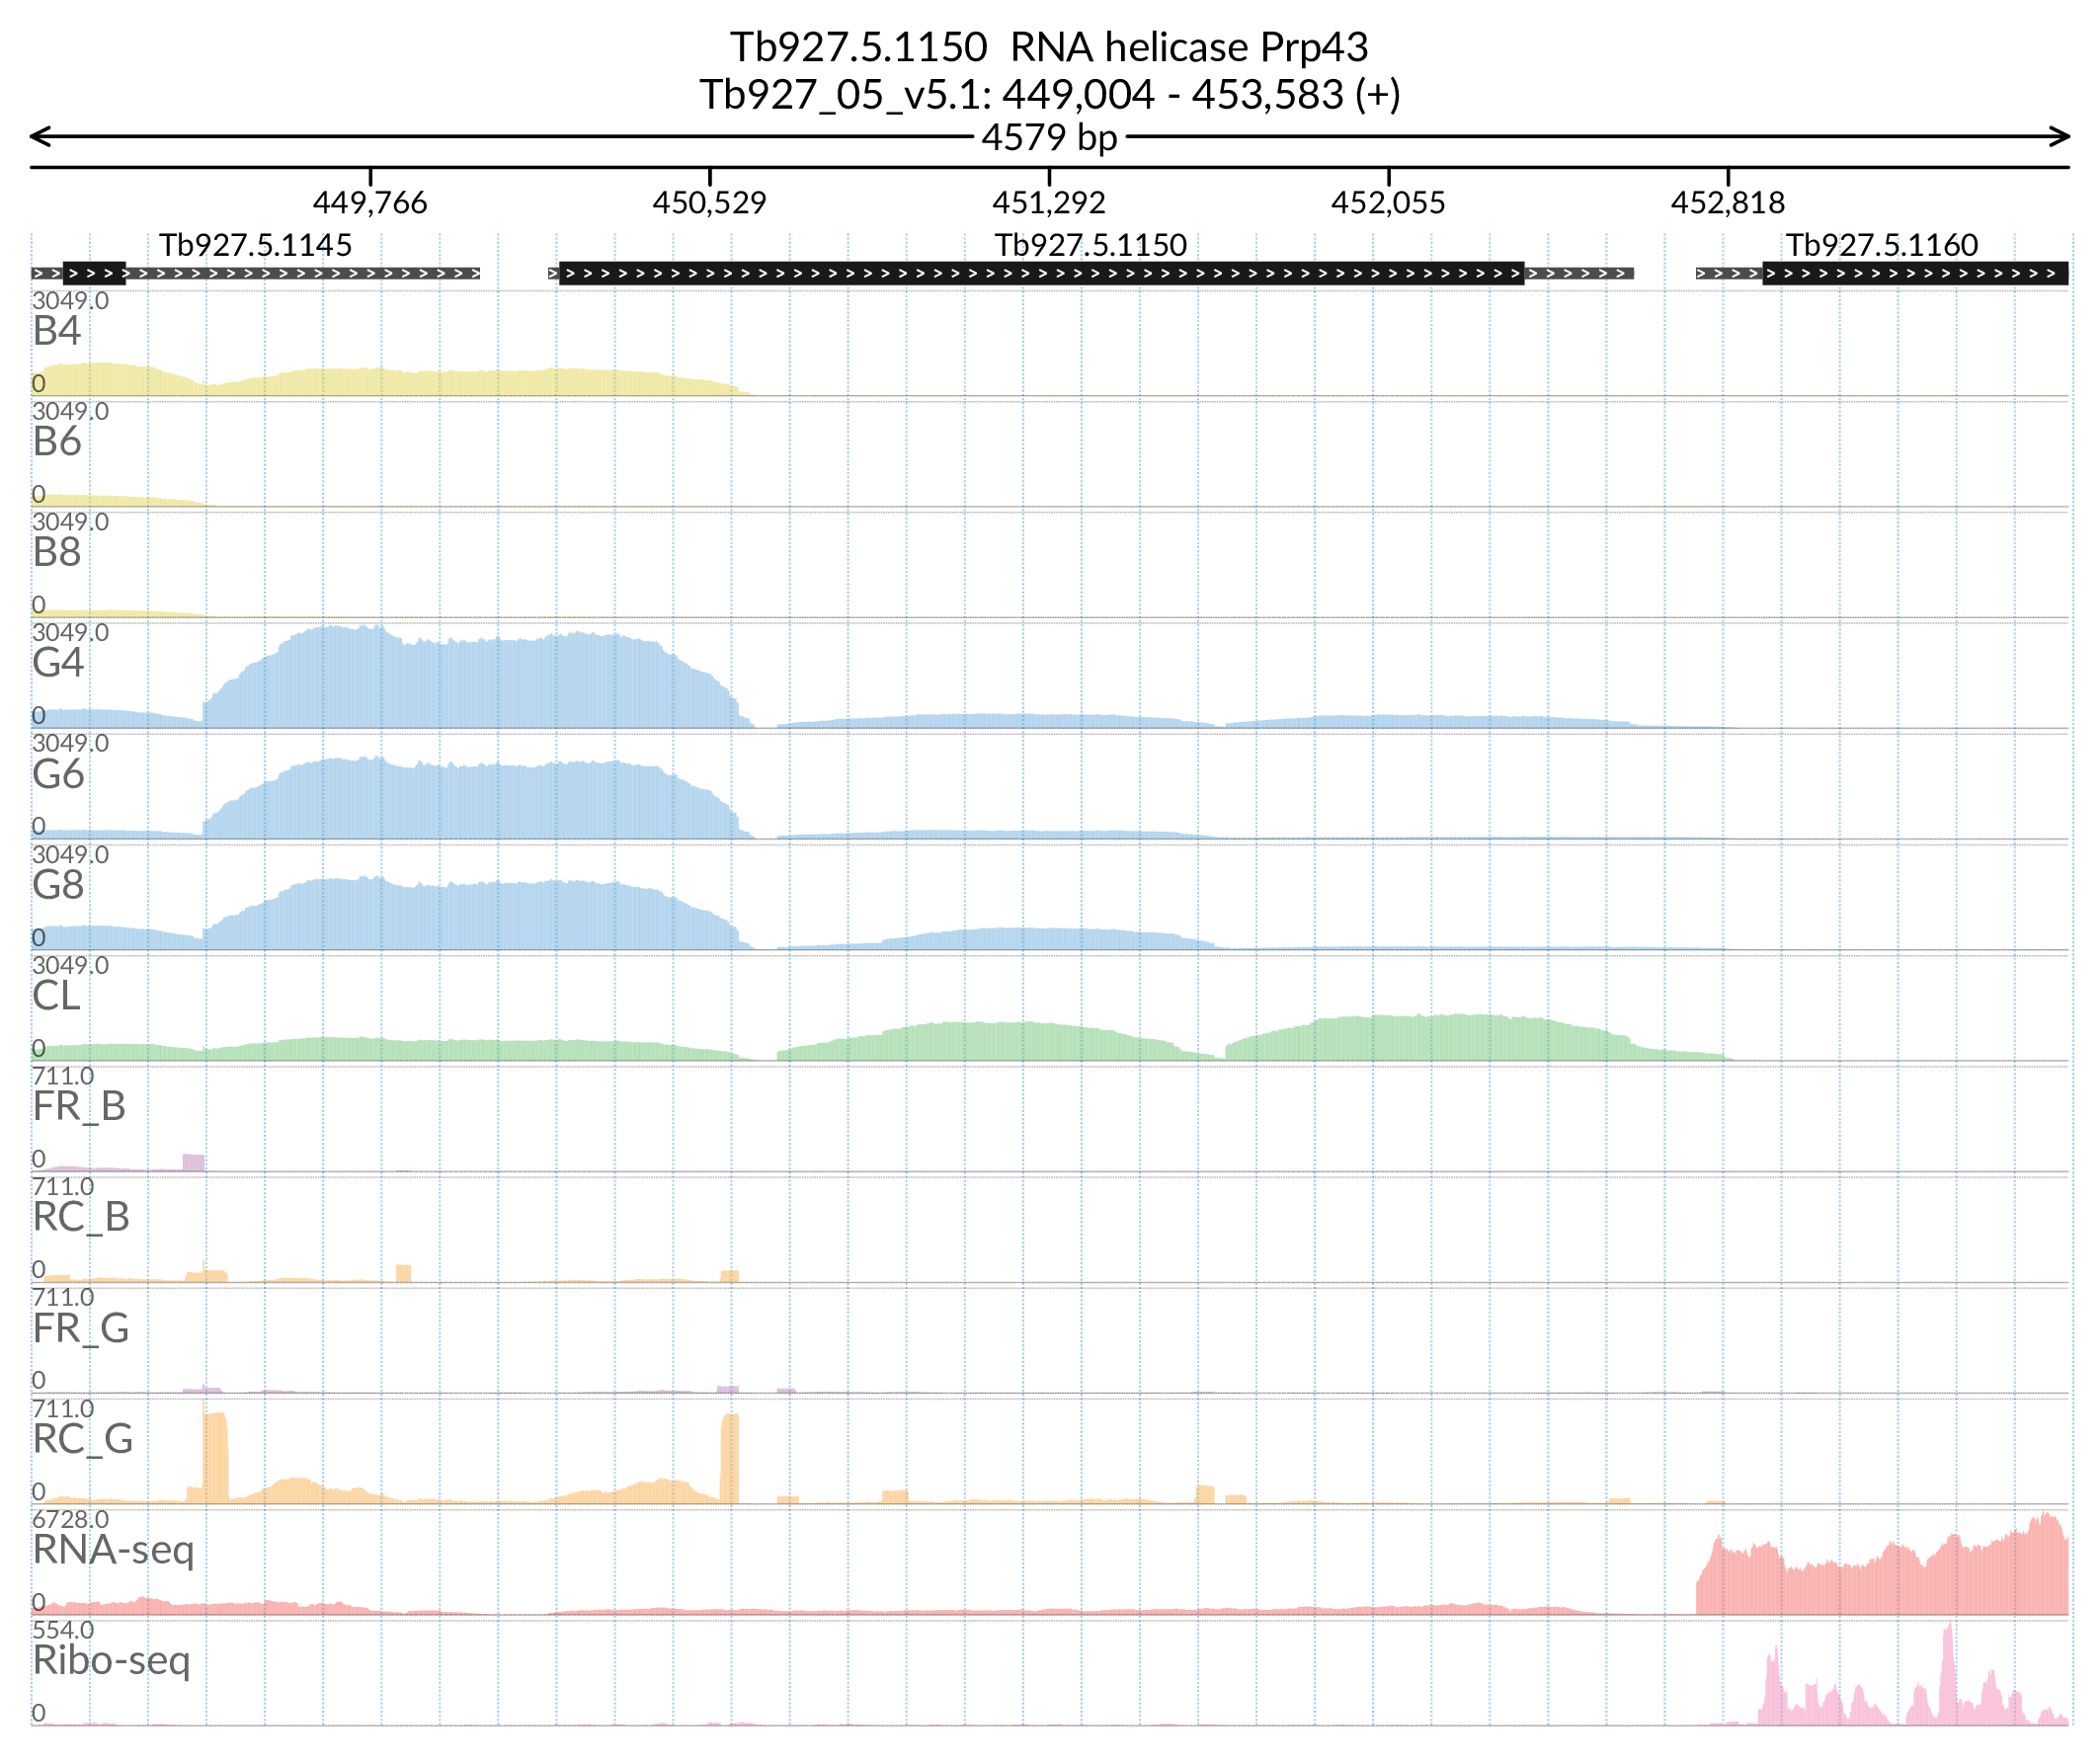 Tb927.5.1150 RNA helicase Prp43
Tb927_05_v5.1: 449,004 - 453,583 (+)
4579 bp
449,766 450,529 451,292 452,055 452,818
Tb927.5.1145 Tb927.5.1150 Tb927.5.1160
3049.0
B4
0
3049.0
B6
0
3049.0
B8
0
3049.0
G4
0
3049.0
G6
0
3049.0
G8
0
3049.0
CL
0
711.0
FR_B
0
711.0
RC_B
0
711.0
FR_G
0
711.0
RC_G
0
6728.0
RNA-seq
0
554.0
Ribo-seq
0